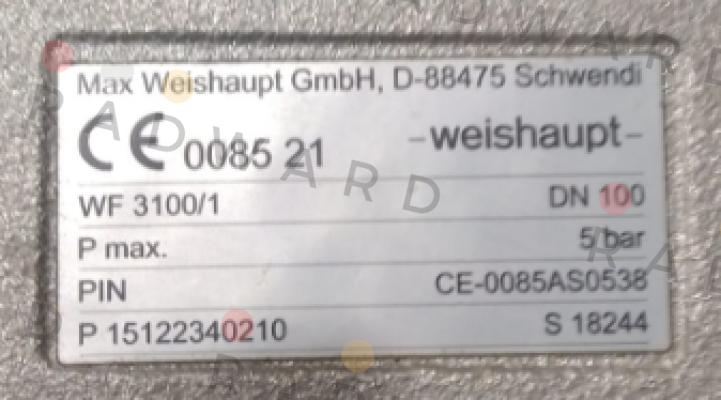 Max Weishaupt GmbH, D-88475 Schwendi
CE 0085 21 -weishaupt-
WF 3100/1 DN 100
P max. 5 bar
PIN CE-0085AS0538
P 15122340210 S 18244